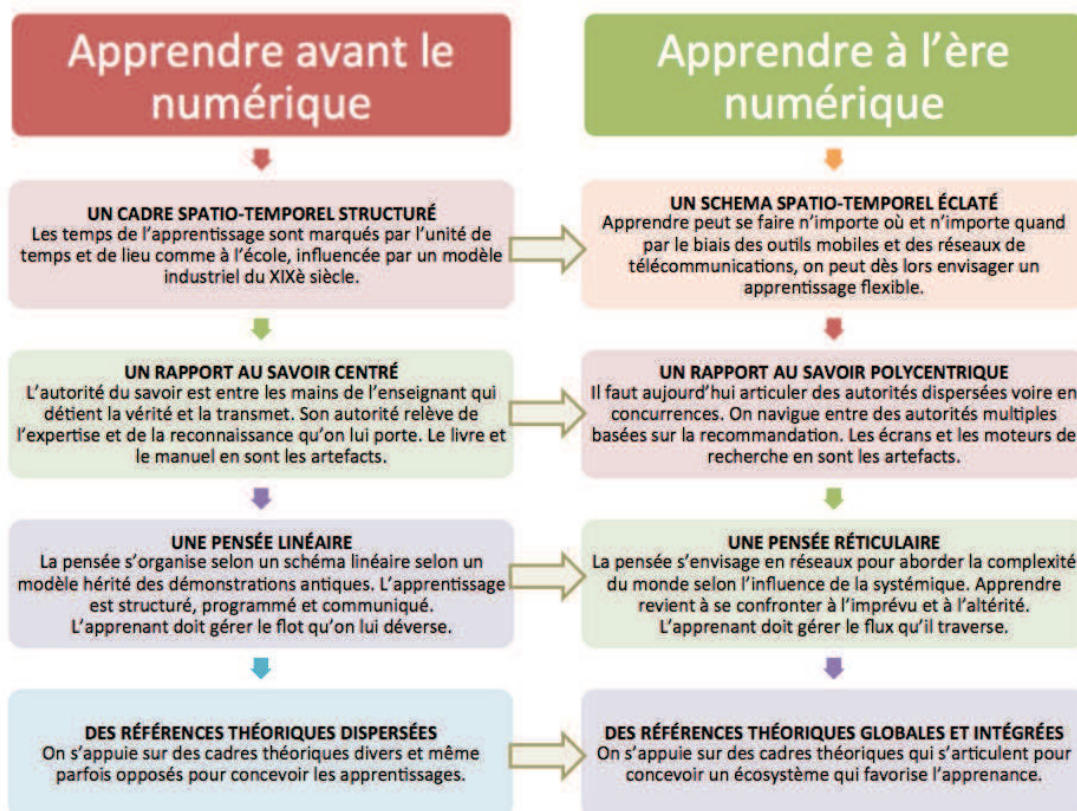 Apprendre avant le
numérique
UN CADRE SPATIO-TEMPOREL STRUCTURÉ
Les temps de l'apprentissage sont marqués par l'unité de
temps et de lieu comme à l'école, influencée par un modèle
industriel du XIXè siècle.
UN RAPPORT AU SAVOIR CENTRÉ
L'autorité du savoir est entre les mains de l'enseignant qui
détient la vérité et la transmet. Son autorité relève de
l'expertise et de la reconnaissance qu'on lui porte. Le livre et
le manuel en sont les artefacts.
UNE PENSÉE LINÉAIRE
La pensée s'organise selon un schéma linéaire selon un
modèle hérité des démonstrations antiques. L'apprentissage
est structuré, programmé et communiqué.
L'apprenant doit gérer le flot qu'on lui déverse.
DES RÉFÉRENCES THÉORIQUES DISPERSÉES
On s'appuie sur des cadres théoriques divers et même
parfois opposés pour concevoir les apprentissages.
Apprendre à l'ère
numérique
UN SCHEMA SPATIO-TEMPOREL ÉCLATÉ
Apprendre peut se faire n'importe où et n'importe quand
par le biais des outils mobiles et des réseaux de
télécommunications, on peut dès lors envisager un
apprentissage flexible.
UN RAPPORT AU SAVOIR POLYCENTRIQUE
Il faut aujourd'hui articuler des autorités dispersées voire en
concurrences. On navigue entre des autorités multiples
basées sur la recommandation. Les écrans et les moteurs de
recherche en sont les artefacts.
UNE PENSÉE RÉTICULAIRE
La pensée s'envisage en réseaux pour aborder la complexité
du monde selon l'influence de la systémique. Apprendre
revient à se confronter à l'imprévu et à l'altérité.
L'apprenant doit gérer le flux qu'il traverse.
DES RÉFÉRENCES THÉORIQUES GLOBALES ET INTÉGRÉES
On s'appuie sur des cadres théoriques qui s'articulent pour
concevoir un écosystème qui favorise l'apprenance.